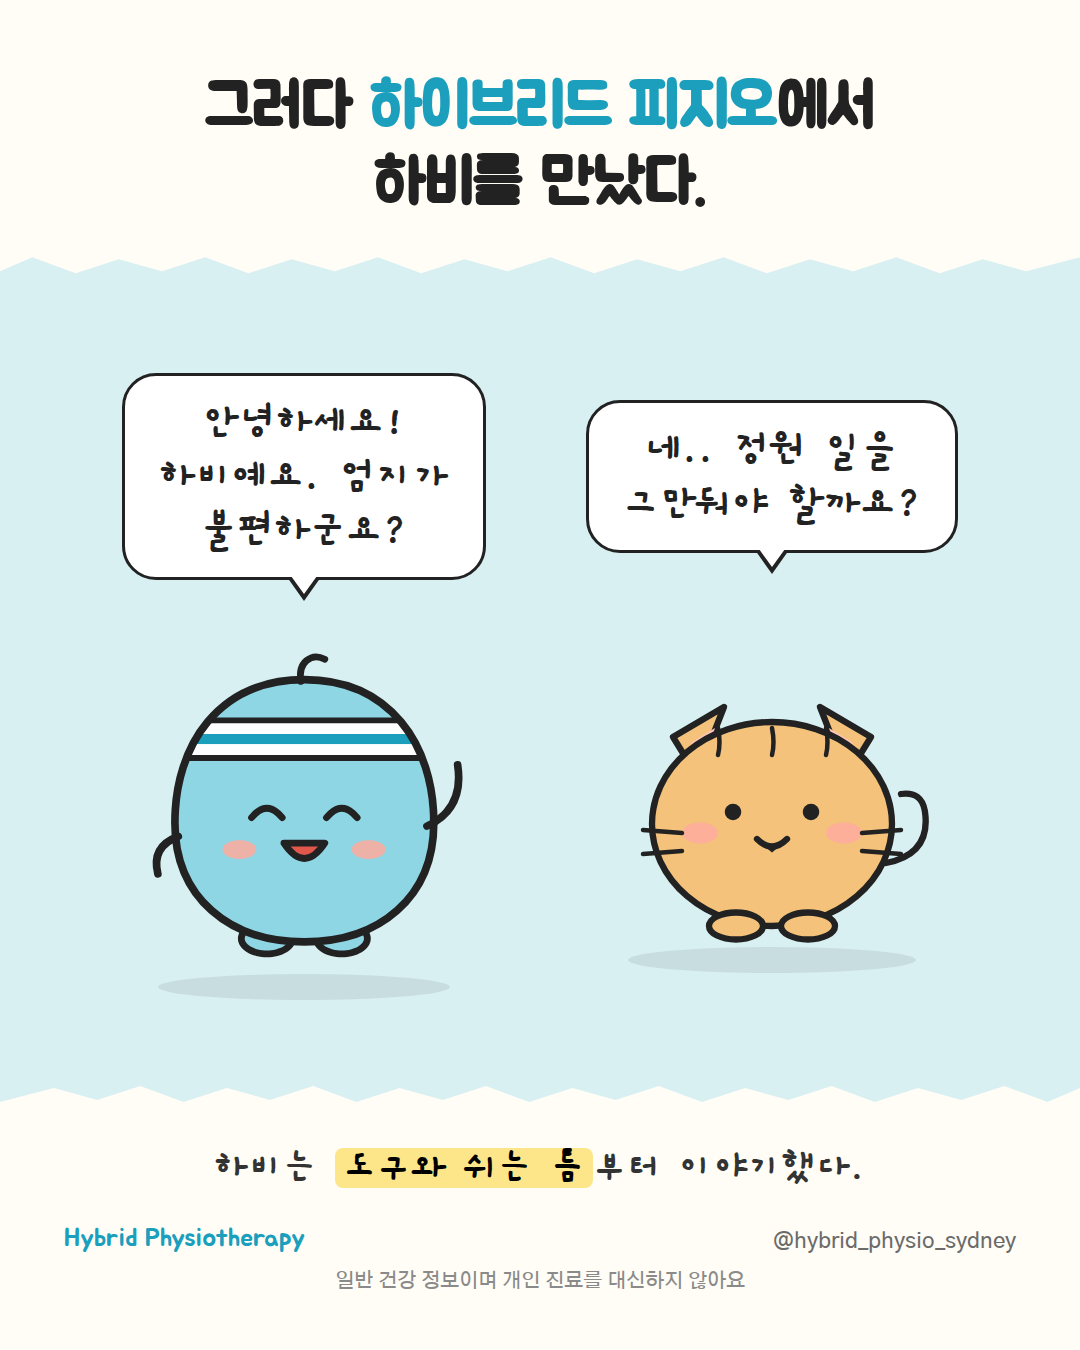 그러다 하이브리드 피지오에서
하비를 만났다.
안녕하세요!
하비예요. 엄지가
불편하군요?
네.. 정원 일을
그만둬야 할까요?
하비는 도구와 쉬는 틈부터 이야기했다.
Hybrid Physiotherapy
@hybrid_physio_sydney
일반 건강 정보이며 개인 진료를 대신하지 않아요